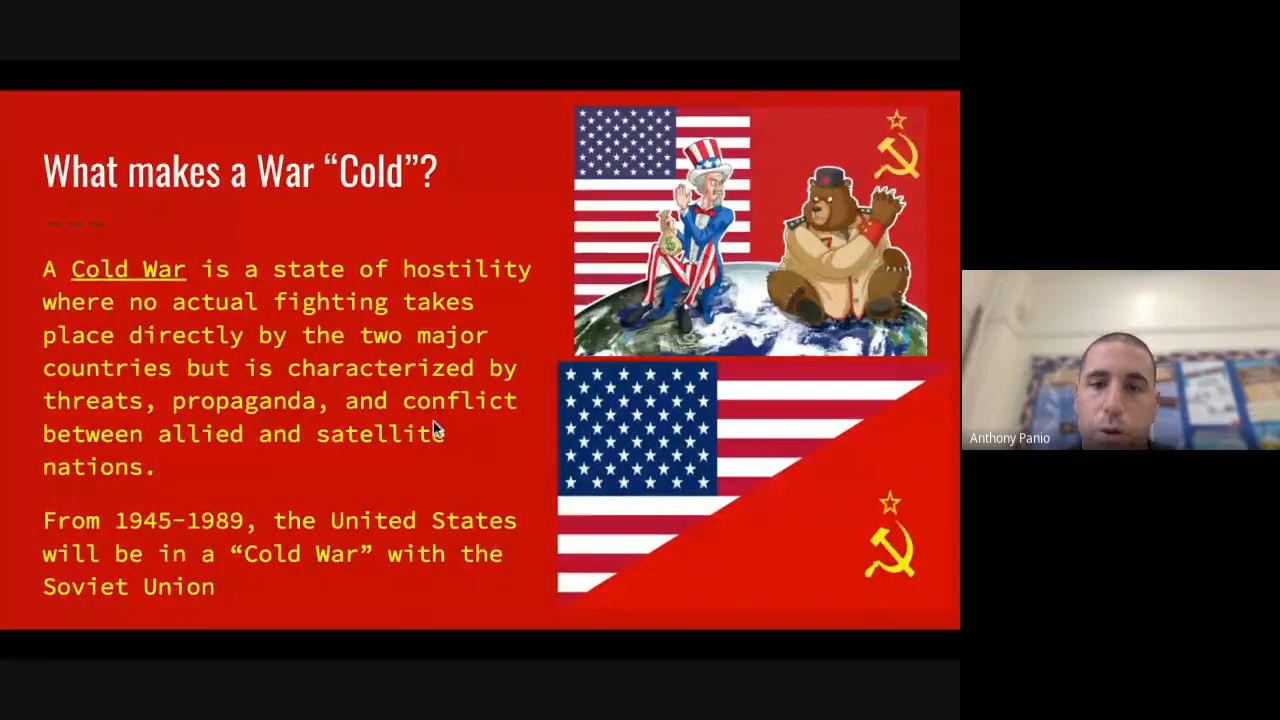 What makes a War “Cold”?
A Cold War is a state of hostility
where no actual fighting takes
place directly by the two major
countries but is characterized by
threats, propaganda, and conflict
between allied and satellite
nations.
From 1945-1989, the United States
will be in a “Cold War” with the
Soviet Union
Anthony Panio